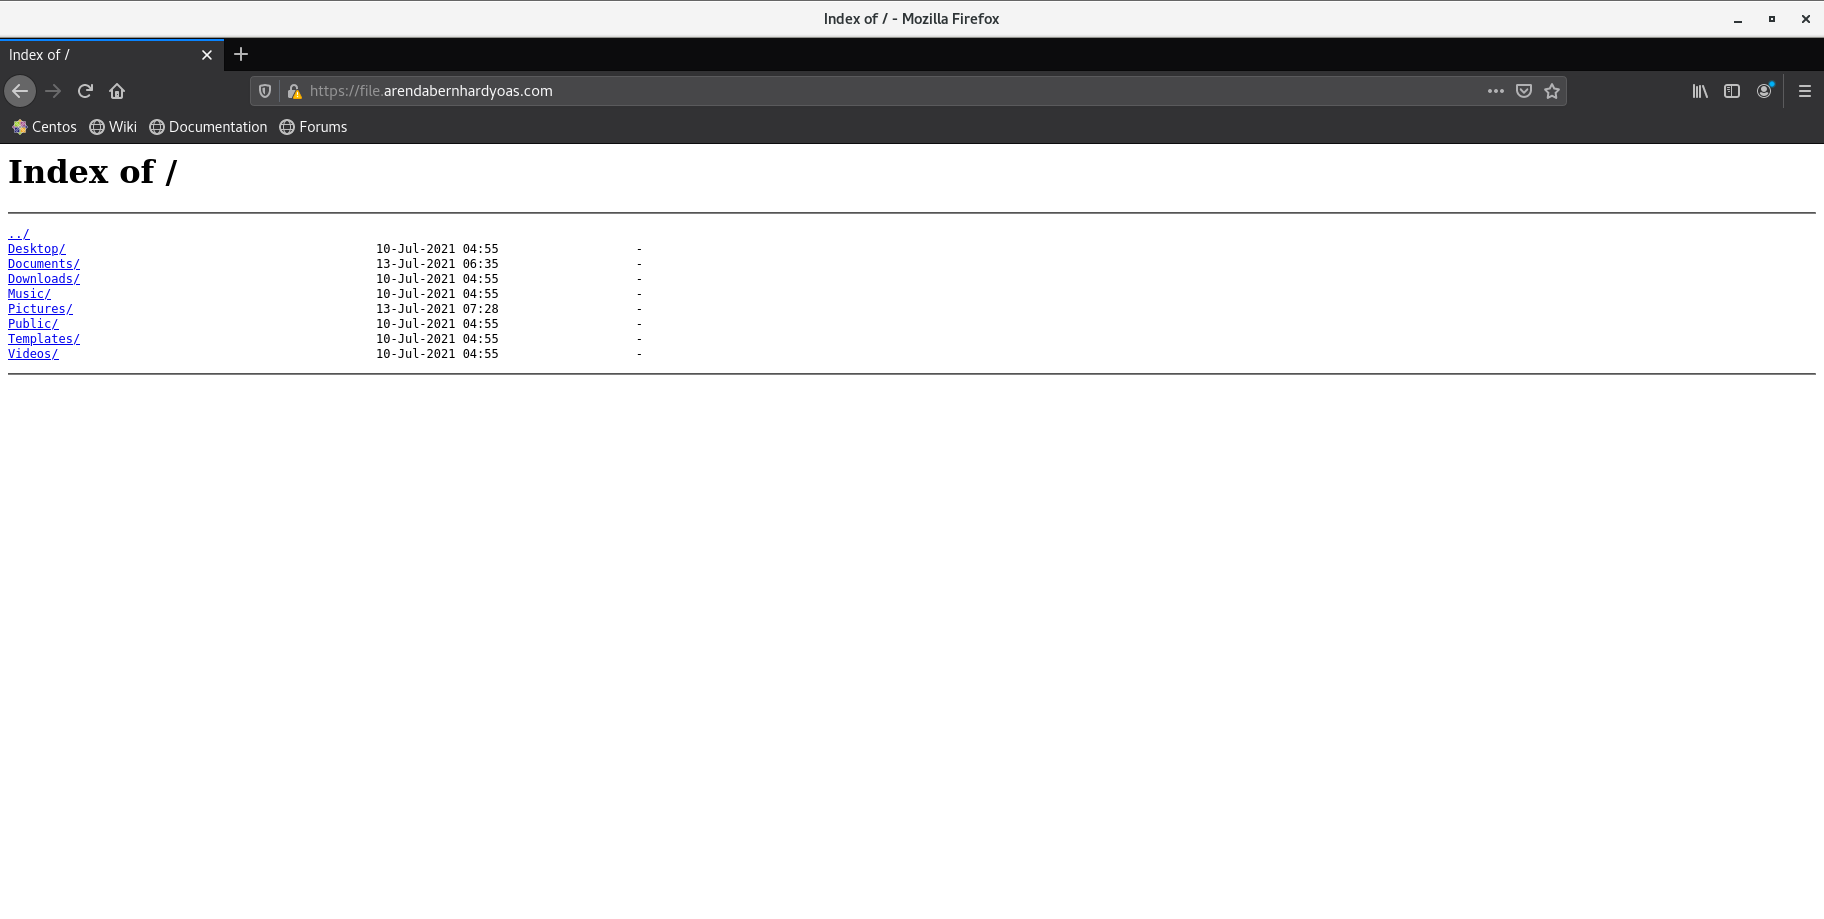 Index of / - Mozilla Firefox
Index of /
https://file.arendabernhardyoas.com
Centos Wiki Documentation Forums
Index of /
../
Desktop/ 10-Jul-2021 04:55 -
Documents/ 13-Jul-2021 06:35 -
Downloads/ 10-Jul-2021 04:55 -
Music/ 10-Jul-2021 04:55 -
Pictures/ 13-Jul-2021 07:28 -
Public/ 10-Jul-2021 04:55 -
Templates/ 10-Jul-2021 04:55 -
Videos/ 10-Jul-2021 04:55 -